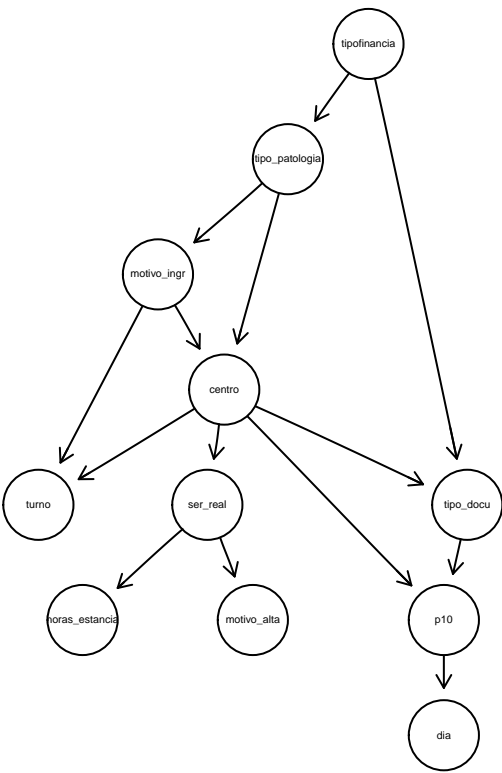 tipofinancia
tipo_patologia
motivo_ingr
centro
turno
ser_real
tipo_docu
horas_estancia
motivo_alta
p10
dia